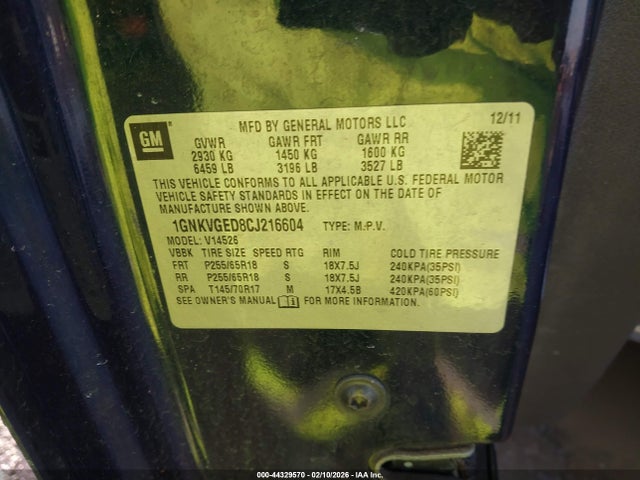 MFD BY GENERAL MOTORS LLC 12/11
GM
GVWR GAWR FRT GAWR RR
2930 KG 1450 KG 1600 KG
6459 LB 3196 LB 3527 LB
THIS VEHICLE CONFORMS TO ALL APPLICABLE U.S. FEDERAL MOTOR
VEHICLE SAFETY STANDARDS IN EFFECT ON THE DATE OF
MANUFACTURE SHOWN ABOVE.
1GNKVGED8CJ216604 TYPE: M.P.V.
MODEL: V14526
VBBK TIRE SIZE SPEED RTG RIM COLD TIRE PRESSURE
FRT P255/65R18 S 18X7.5J 240KPA(35PSI)
RR P255/65R18 S 18X7.5J 240KPA(35PSI)
SPA T145/70R17 M 17X4.5B 420KPA(60PSI)
SEE OWNER'S MANUAL FOR MORE INFORMATION.
000-44329570 - 02/10/2026 - IAAI.COM